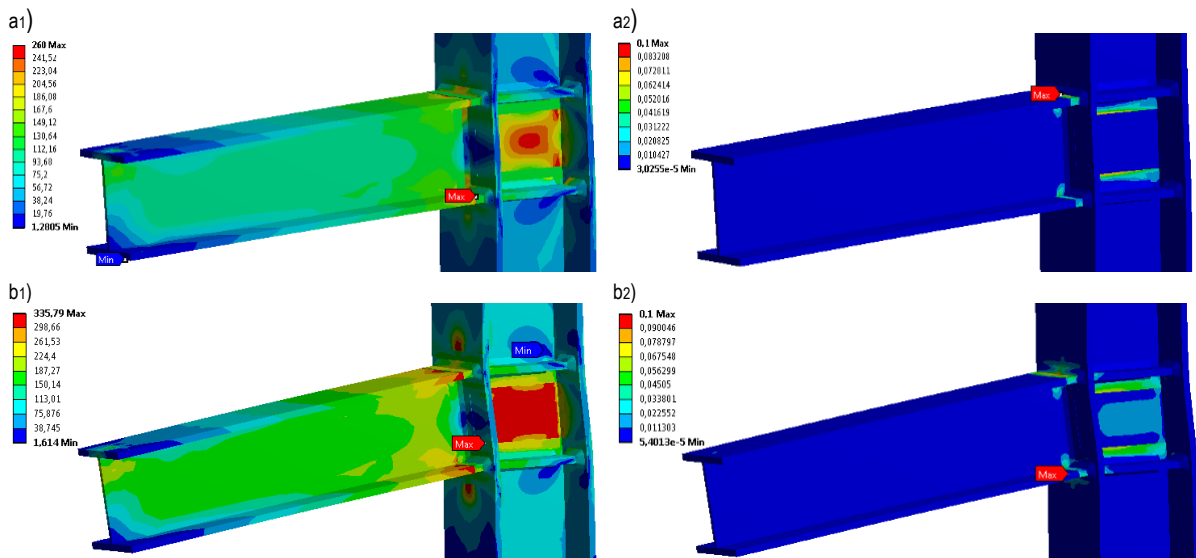 a1)
260 Max
241,52
223,04
204,56
186,08
167,6
149,12
130,64
112,16
93,68
75,2
56,72
38,24
19,76
1,2805 Min
Max
Min
a2)
0,1 Max
0,083208
0,072811
0,062414
0,052016
0,041619
0,031222
0,020825
0,010427
3,0255e-5 Min
Max
b1)
335,79 Max
298,66
261,53
224,4
187,27
150,14
113,01
75,876
38,745
1,614 Min
Min
Max
b2)
0,1 Max
0,090046
0,078797
0,067548
0,056299
0,04505
0,033801
0,022552
0,011303
5,4013e-5 Min
Max